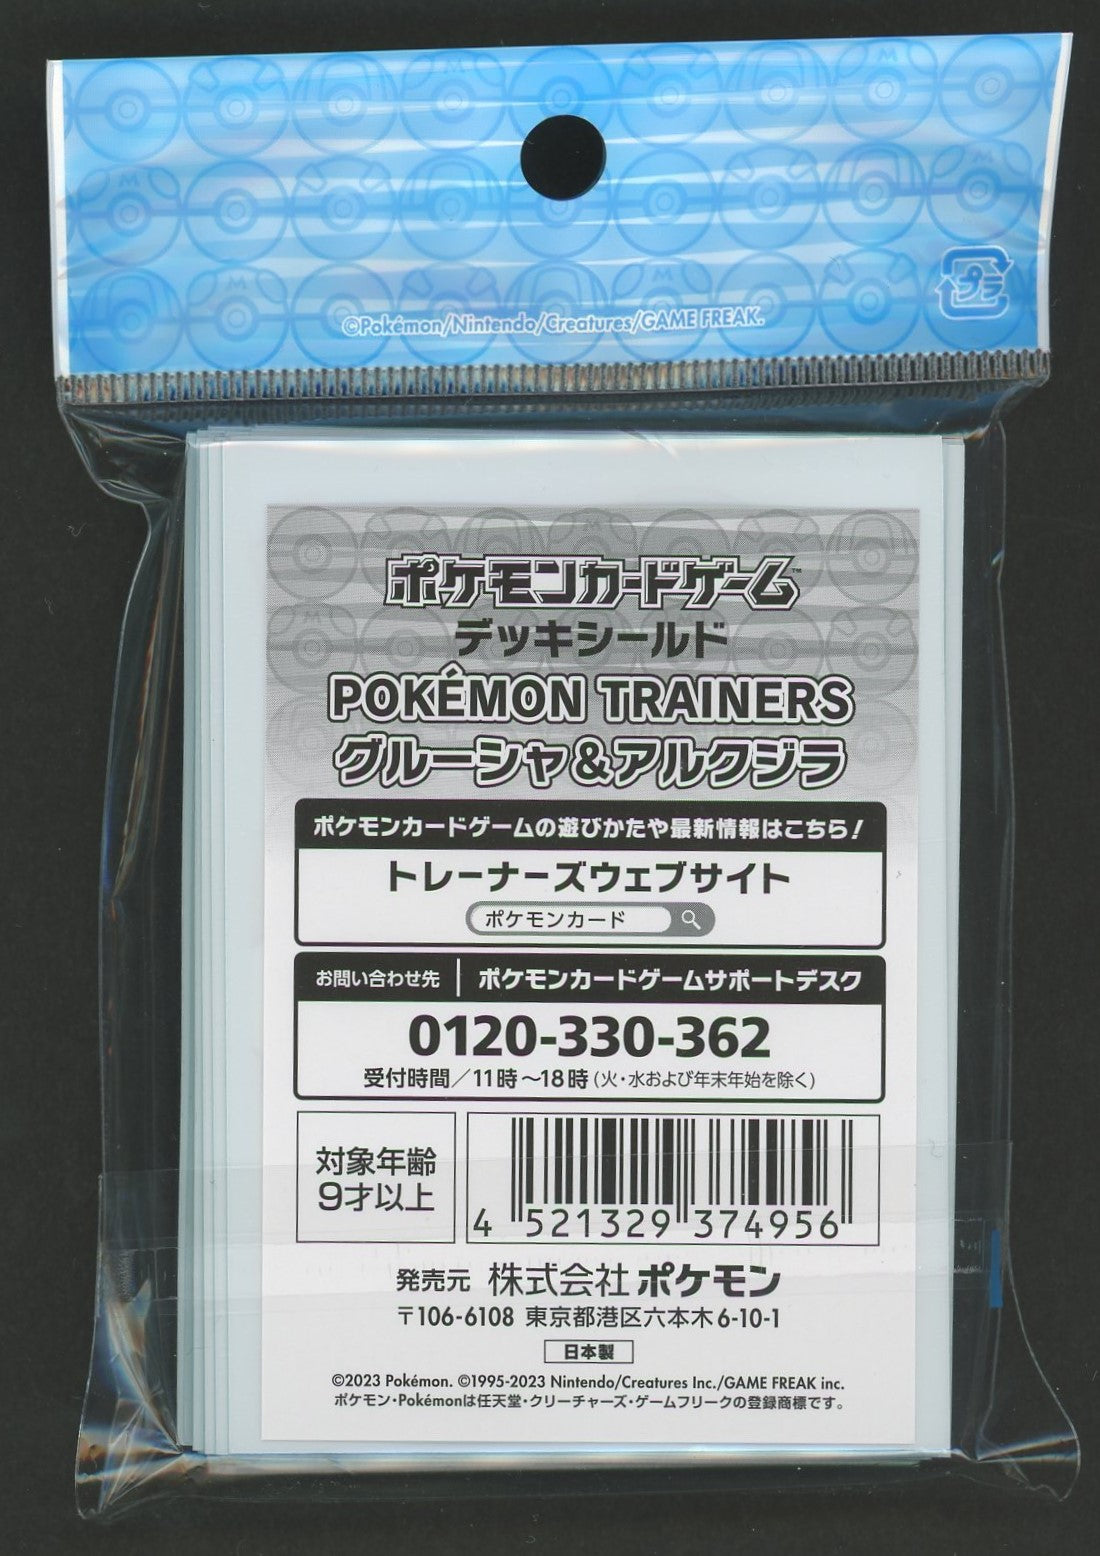 ©Pokémon/Nintendo/Creatures/GAME FREAK.
プラ
ポケモンカードゲーム™
デッキシールド
POKÉMON TRAINERS
グルーシャ&アルクジラ
ポケモンカードゲームの遊びかたや最新情報はこちら!
トレーナーズウェブサイト
ポケモンカード
お問い合わせ先 | ポケモンカードゲームサポートデスク
0120-330-362
受付時間/11時~18時(火・水および年末年始を除く)
対象年齢
9才以上
4 521329 374956
発売元 株式会社ポケモン
〒106-6108 東京都港区六本木6-10-1
日本製
©2023 Pokémon. ©1995-2023 Nintendo/Creatures Inc./GAME FREAK inc.
ポケモン・Pokémonは任天堂・クリーチャーズ・ゲームフリークの登録商標です。